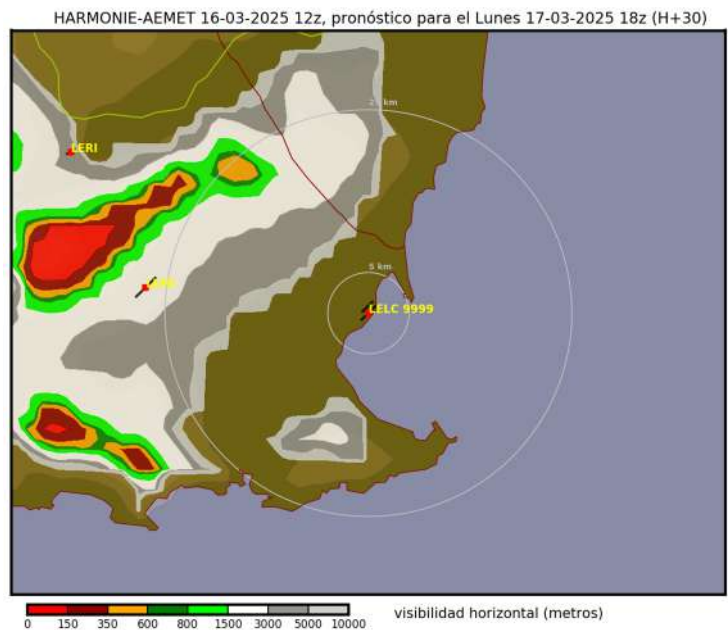 HARMONIE-AEMET 16-03-2025 12z, pronóstico para el Lunes 17-03-2025 18z (H+30)
km
LERI
5 km
LELC 9999
0 150 350 600 800 1500 3000 5000 10000
visibilidad horizontal (metros)